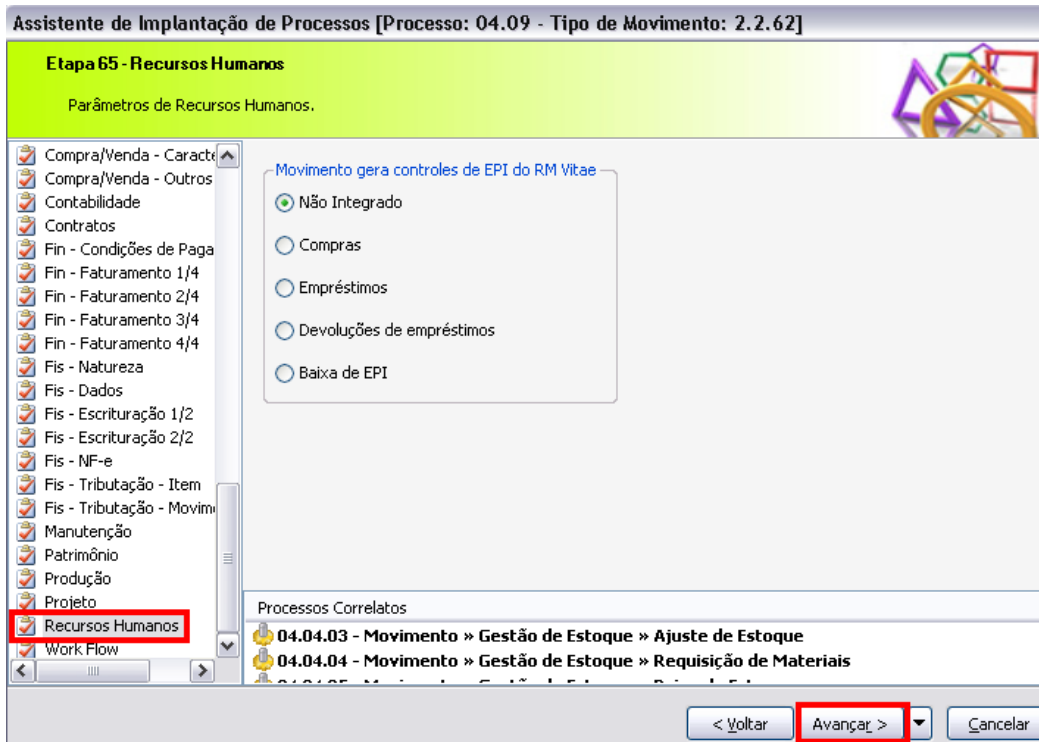 Assistente de Implantação de Processos [Processo: 04.09 - Tipo de Movimento: 2.2.62]
Etapa 65 - Recursos Humanos
Parâmetros de Recursos Humanos.
Compra/Venda - Caracte
Compra/Venda - Outros
Contabilidade
Contratos
Fin - Condições de Paga
Fin - Faturamento 1/4
Fin - Faturamento 2/4
Fin - Faturamento 3/4
Fin - Faturamento 4/4
Fis - Natureza
Fis - Dados
Fis - Escrituração 1/2
Fis - Escrituração 2/2
Fis - NF-e
Fis - Tributação - Item
Fis - Tributação - Movim
Manutenção
Patrimônio
Produção
Projeto
Recursos Humanos
Work Flow
Movimento gera controles de EPI do RM Vitae
Não Integrado
Compras
Empréstimos
Devoluções de empréstimos
Baixa de EPI
Processos Correlatos
04.04.03 - Movimento » Gestão de Estoque » Ajuste de Estoque
04.04.04 - Movimento » Gestão de Estoque » Requisição de Materiais
< Voltar
Avançar >
Cancelar